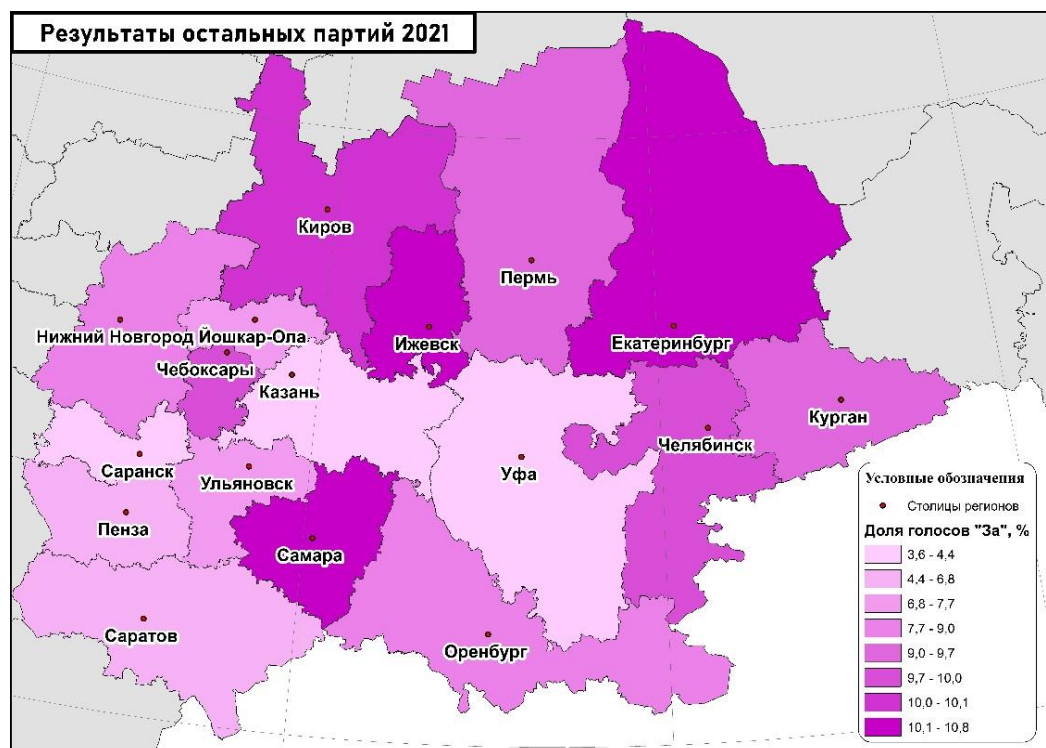 Результаты остальных партий 2021
Киров
Пермь
Нижний Новгород
Йошкар-Ола
Ижевск
Екатеринбург
Чебоксары
Казань
Курган
Челябинск
Саранск
Ульяновск
Уфа
Пенза
Самара
Саратов
Оренбург
Условные обозначения
Столицы регионов
Доля голосов "За", %
3,6 - 4,4
4,4 - 6,8
6,8 - 7,7
7,7 - 9,0
9,0 - 9,7
9,7 - 10,0
10,0 - 10,1
10,1 - 10,8